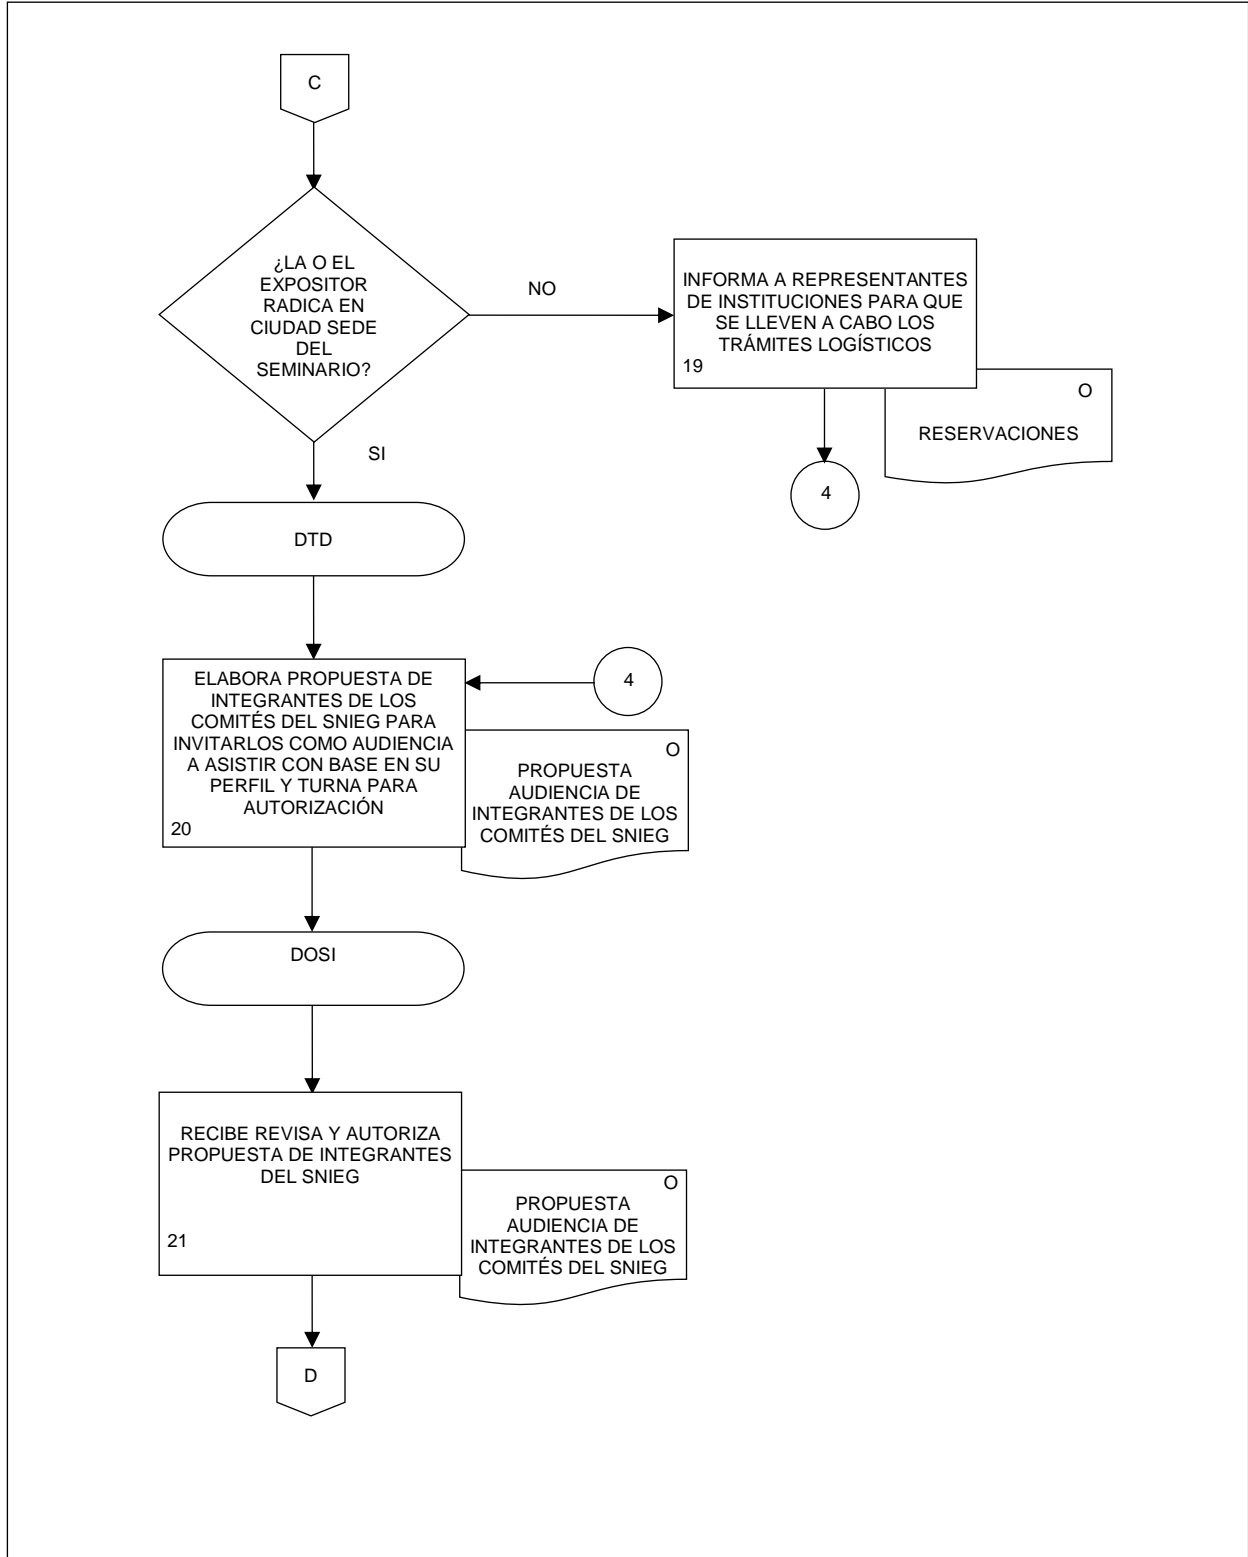 C
¿LA O EL
EXPOSITOR
RADICA EN
CIUDAD SEDE
DEL
SEMINARIO?
NO
INFORMA A REPRESENTANTES
DE INSTITUCIONES PARA QUE
SE LLEVEN A CABO LOS
TRÁMITES LOGÍSTICOS
19
O
RESERVACIONES
4
SI
DTD
ELABORA PROPUESTA DE
INTEGRANTES DE LOS
COMITÉS DEL SNIEG PARA
INVITARLOS COMO AUDIENCIA
A ASISTIR CON BASE EN SU
PERFIL Y TURNA PARA
AUTORIZACIÓN
20
4
O
PROPUESTA
AUDIENCIA DE
INTEGRANTES DE LOS
COMITÉS DEL SNIEG
DOSI
RECIBE REVISA Y AUTORIZA
PROPUESTA DE INTEGRANTES
DEL SNIEG
21
O
PROPUESTA
AUDIENCIA DE
INTEGRANTES DE LOS
COMITÉS DEL SNIEG
D